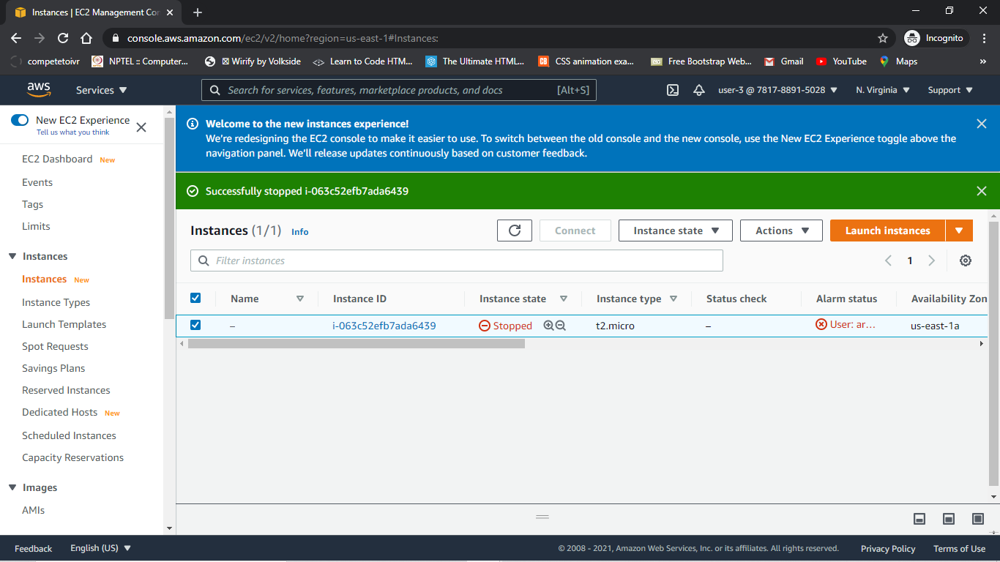 Instances | EC2 Management Con
console.aws.amazon.com/ec2/v2/home?region=us-east-1#Instances:
Incognito
competetoivr
NPTEL :: Computer...
Wirify by Volkside
Learn to Code HTM...
The Ultimate HTML...
CSS animation exa...
Free Bootstrap Web...
Gmail
YouTube
Maps
»
aws
Services
Search for services, features, marketplace products, and docs
[Alt+S]
user-3 @ 7817-8891-5028
N. Virginia
Support
New EC2 Experience
Tell us what you think
EC2 Dashboard New
Events
Tags
Limits
Instances
Instances New
Instance Types
Launch Templates
Spot Requests
Savings Plans
Reserved Instances
Dedicated Hosts New
Scheduled Instances
Capacity Reservations
Images
AMIs
Welcome to the new instances experience!
We're redesigning the EC2 console to make it easier to use. To switch between the old console and the new console, use the New EC2 Experience toggle above the
navigation panel. We'll release updates continuously based on customer feedback.
Successfully stopped i-063c52efb7ada6439
Instances (1/1) Info
Connect
Instance state
Actions
Launch instances
Filter instances
1
Name
Instance ID
Instance state
Instance type
Status check
Alarm status
Availability Zon
–
i-063c52efb7ada6439
Stopped
t2.micro
–
User: ar...
us-east-1a
Feedback
English (US)
© 2008 - 2021, Amazon Web Services, Inc. or its affiliates. All rights reserved.
Privacy Policy
Terms of Use